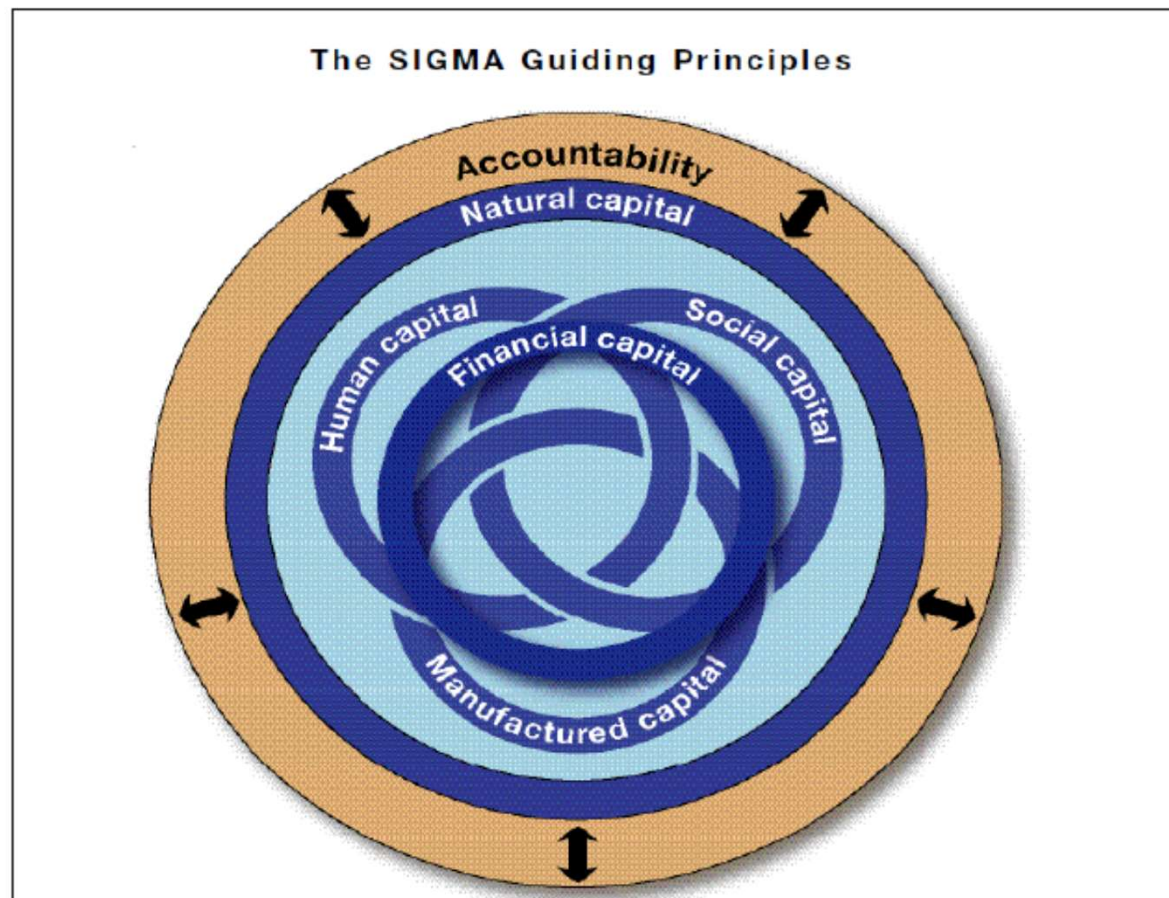 The SIGMA Guiding Principles
Accountability
Natural capital
Human capital
Social capital
Financial capital
Manufactured capital